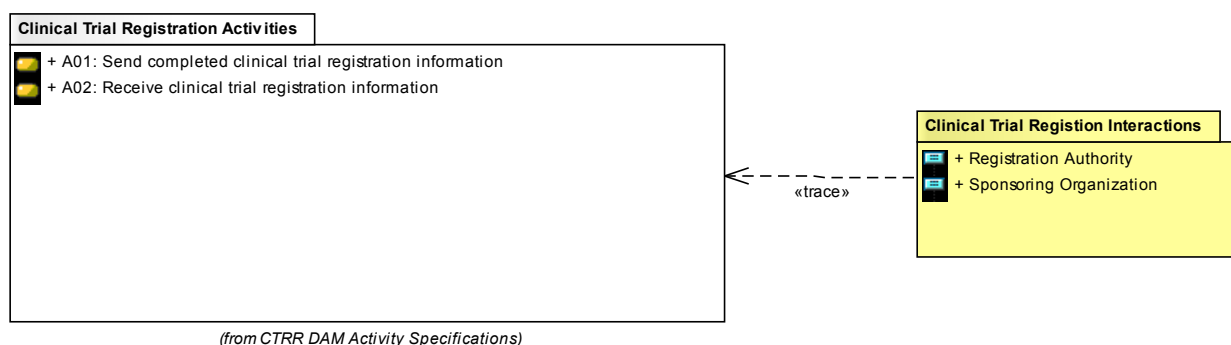 Clinical Trial Registration Activities
+ A01: Send completed clinical trial registration information
+ A02: Receive clinical trial registration information
(from CTRR DAM Activity Specifications)
«trace»
Clinical Trial Registion Interactions
+ Registration Authority
+ Sponsoring Organization